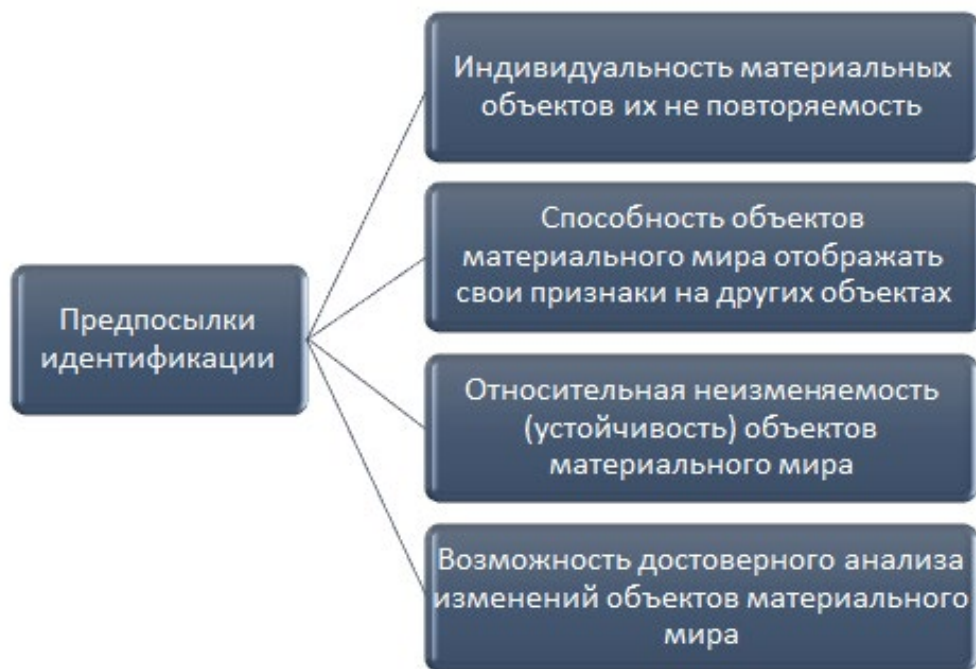 Предпосылки
идентификации
Индивидуальность материальных
объектов их не повторяемость
Способность объектов
материального мира отображать
свои признаки на других объектах
Относительная неизменяемость
(устойчивость) объектов
материального мира
Возможность достоверного анализа
изменений объектов материального
мира